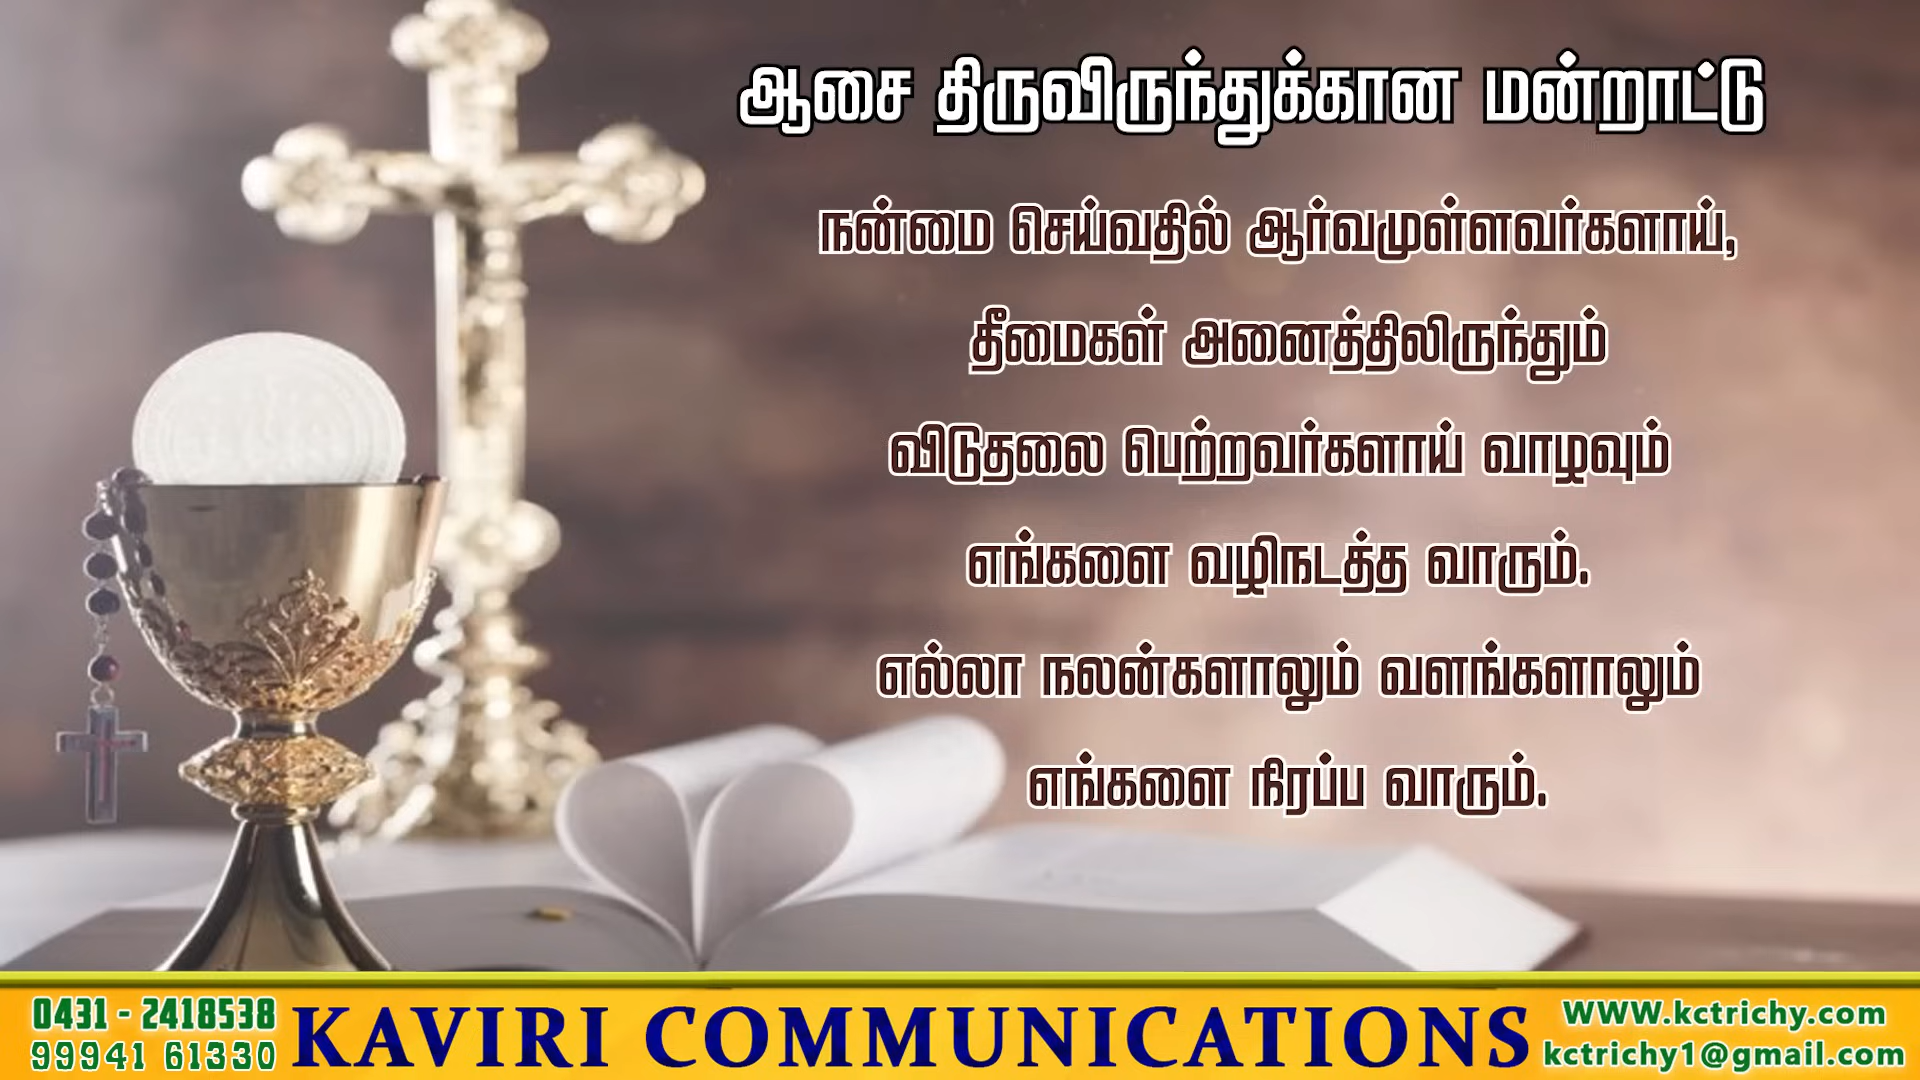 ஆசை திருவிருந்துக்கான மன்றாட்டு
நன்மை செய்வதில் ஆர்வமுள்ளவர்களாய்,
தீமைகள் அனைத்திலிருந்தும்
விடுதலை பெற்றவர்களாய் வாழவும்
எங்களை வழிநடத்த வாரும்.
எல்லா நலன்களாலும் வளங்களாலும்
எங்களை நிரப்ப வாரும்.
0431 - 2418538
99941 61330
KAVIRI COMMUNICATIONS
www.kctrichy.com
kctrichy1@gmail.com